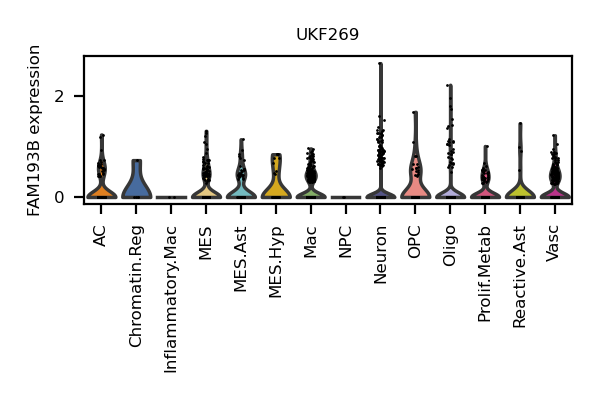 UKF269
FAM193B expression
2
0
AC
Chromatin.Reg
Inflammatory.Mac
MES
MES.Ast
MES.Hyp
Mac
NPC
Neuron
OPC
Oligo
Prolif.Metab
Reactive.Ast
Vasc